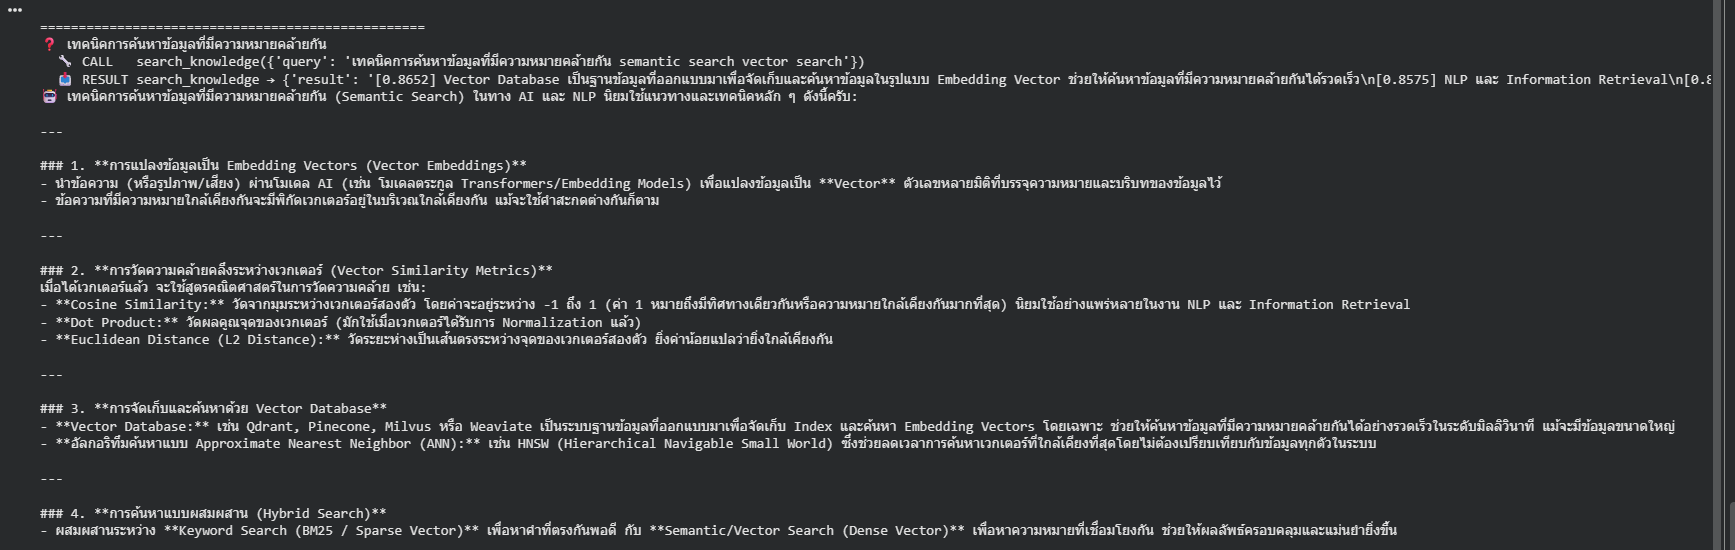 •••
==================================================
❓ เทคนิคการค้นหาข้อมูลที่มีความหมายคล้ายกัน
🔧 CALL   search_knowledge({'query': 'เทคนิคการค้นหาข้อมูลที่มีความหมายคล้ายกัน semantic search vector search'})
📥 RESULT search_knowledge → {'result': '[0.8652] Vector Database เป็นฐานข้อมูลที่ออกแบบมาเพื่อจัดเก็บและค้นหาข้อมูลในรูปแบบ Embedding Vector ช่วยให้ค้นหาข้อมูลที่มีความหมายคล้ายกันได้รวดเร็ว\n[0.8575] NLP และ Information Retrieval\n[0.8
🤖 เทคนิคการค้นหาข้อมูลที่มีความหมายคล้ายกัน (Semantic Search) ในทาง AI และ NLP นิยมใช้แนวทางและเทคนิคหลัก ๆ ดังนี้ครับ:
---
### 1. **การแปลงข้อมูลเป็น Embedding Vectors (Vector Embeddings)**
- นำข้อความ (หรือรูปภาพ/เสียง) ผ่านโมเดล AI (เช่น โมเดลตระกูล Transformers/Embedding Models) เพื่อแปลงข้อมูลเป็น **Vector** ตัวเลขหลายมิติที่บรรจุความหมายและบริบทของข้อมูลไว้
- ข้อความที่มีความหมายใกล้เคียงกันจะมีพิกัดเวกเตอร์อยู่ในบริเวณใกล้เคียงกัน แม้จะใช้คำสะกดต่างกันก็ตาม
---
### 2. **การวัดความคล้ายคลึงระหว่างเวกเตอร์ (Vector Similarity Metrics)**
เมื่อได้เวกเตอร์แล้ว จะใช้สูตรคณิตศาสตร์ในการวัดความคล้าย เช่น:
- **Cosine Similarity:** วัดจากมุมระหว่างเวกเตอร์สองตัว โดยค่าจะอยู่ระหว่าง -1 ถึง 1 (ค่า 1 หมายถึงมีทิศทางเดียวกันหรือความหมายใกล้เคียงกันมากที่สุด) นิยมใช้อย่างแพร่หลายในงาน NLP และ Information Retrieval
- **Dot Product:** วัดผลคูณจุดของเวกเตอร์ (มักใช้เมื่อเวกเตอร์ได้รับการ Normalization แล้ว)
- **Euclidean Distance (L2 Distance):** วัดระยะห่างเป็นเส้นตรงระหว่างจุดของเวกเตอร์สองตัว ยิ่งค่าน้อยแปลว่ายิ่งใกล้เคียงกัน
---
### 3. **การจัดเก็บและค้นหาด้วย Vector Database**
- **Vector Database:** เช่น Qdrant, Pinecone, Milvus หรือ Weaviate เป็นระบบฐานข้อมูลที่ออกแบบมาเพื่อจัดเก็บ Index และค้นหา Embedding Vectors โดยเฉพาะ ช่วยให้ค้นหาข้อมูลที่มีความหมายคล้ายกันได้อย่างรวดเร็วในระดับมิลลิวินาที แม้จะมีข้อมูลขนาดใหญ่
- **อัลกอริทึมค้นหาแบบ Approximate Nearest Neighbor (ANN):** เช่น HNSW (Hierarchical Navigable Small World) ซึ่งช่วยลดเวลาการค้นหาเวกเตอร์ที่ใกล้เคียงที่สุดโดยไม่ต้องเปรียบเทียบกับข้อมูลทุกตัวในระบบ
---
### 4. **การค้นหาแบบผสมผสาน (Hybrid Search)**
- ผสมผสานระหว่าง **Keyword Search (BM25 / Sparse Vector)** เพื่อหาคำที่ตรงกันพอดี กับ **Semantic/Vector Search (Dense Vector)** เพื่อหาความหมายที่เชื่อมโยงกัน ช่วยให้ผลลัพธ์ครอบคลุมและแม่นยำยิ่งขึ้น